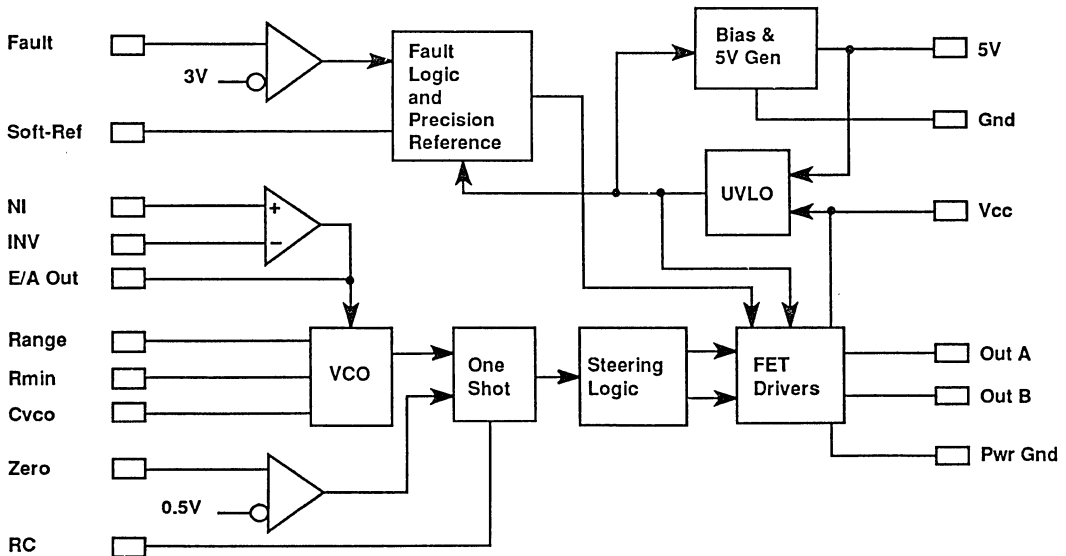 Fault
3V
Fault
Logic
and
Precision
Reference
Bias &
5V Gen
5V
Gnd
Soft-Ref
UVLO
Vcc
NI
+
INV
−
E/A Out
Range
Rmin
Cvco
VCO
One
Shot
Steering
Logic
FET
Drivers
Out A
Out B
Pwr Gnd
Zero
0.5V
RC